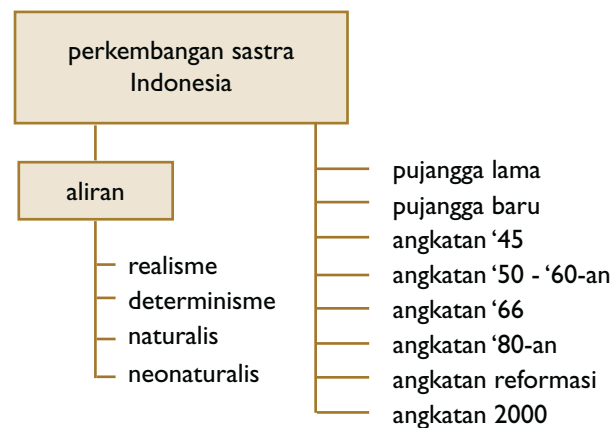 perkembangan sastra
Indonesia
aliran
realisme
determinisme
naturalis
neonaturalis
pujangga lama
pujangga baru
angkatan ‘45
angkatan ‘50 - ‘60-an
angkatan ‘66
angkatan ‘80-an
angkatan reformasi
angkatan 2000